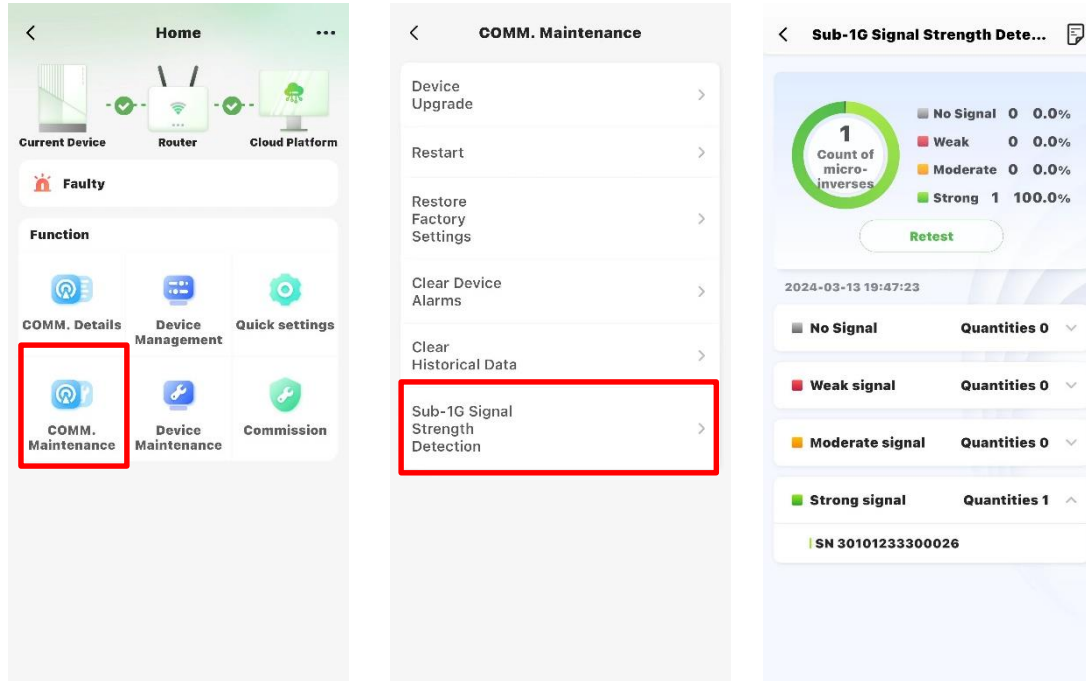 Home
Current Device
Router
Cloud Platform
Faulty
Function
COMM. Details
Device
Management
Quick settings
COMM.
Maintenance
Device
Maintenance
Commission
COMM. Maintenance
Device
Upgrade
Restart
Restore
Factory
Settings
Clear Device
Alarms
Clear
Historical Data
Sub-1G Signal
Strength
Detection
Sub-1G Signal Strength Dete...
1
Count of
micro-
inverses
No Signal 0 0.0%
Weak 0 0.0%
Moderate 0 0.0%
Strong 1 100.0%
Retest
2024-03-13 19:47:23
No Signal Quantities 0
Weak signal Quantities 0
Moderate signal Quantities 0
Strong signal Quantities 1
SN 30101233300026